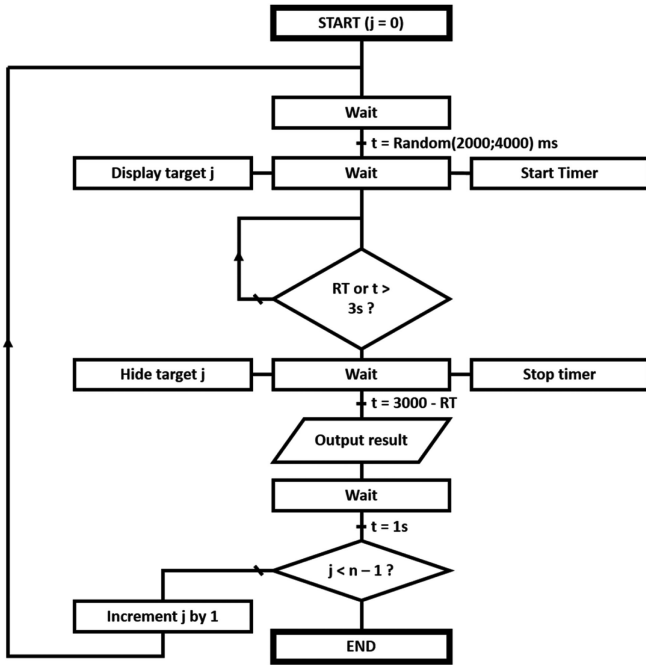 START (j = 0)
Wait
t = Random(2000;4000) ms
Display target j
Wait
Start Timer
RT or t >
3s ?
Hide target j
Wait
Stop timer
t = 3000 - RT
Output result
Wait
t = 1s
j < n – 1 ?
Increment j by 1
END